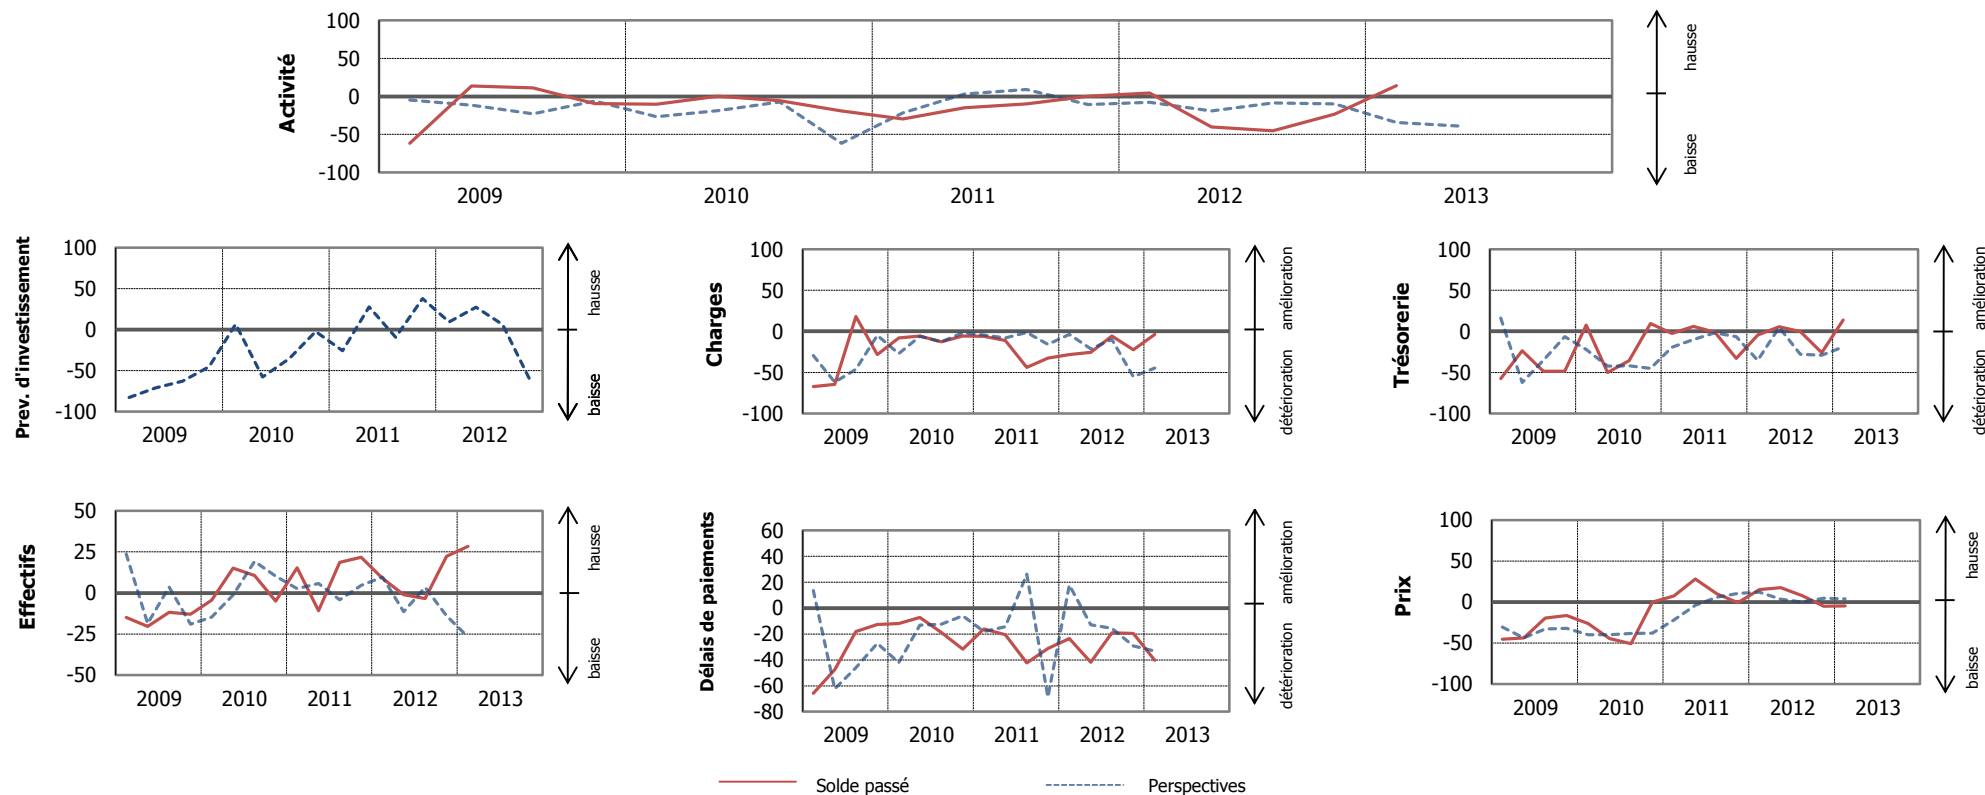 Activité
100
50
0
-50
-100
2009 2010 2011 2012 2013
hausse
baisse
Prev. d'investissement
100
50
0
-50
-100
2009 2010 2011 2012
hausse
baisse
Charges
100
50
0
-50
-100
2009 2010 2011 2012 2013
amélioration
détérioration
Trésorerie
100
50
0
-50
-100
2009 2010 2011 2012 2013
amélioration
détérioration
Effectifs
50
25
0
-25
-50
2009 2010 2011 2012 2013
hausse
baisse
Délais de paiements
60
40
20
0
-20
-40
-60
-80
2009 2010 2011 2012 2013
amélioration
détérioration
Prix
100
50
0
-50
-100
2009 2010 2011 2012 2013
hausse
baisse
Solde passé Perspectives